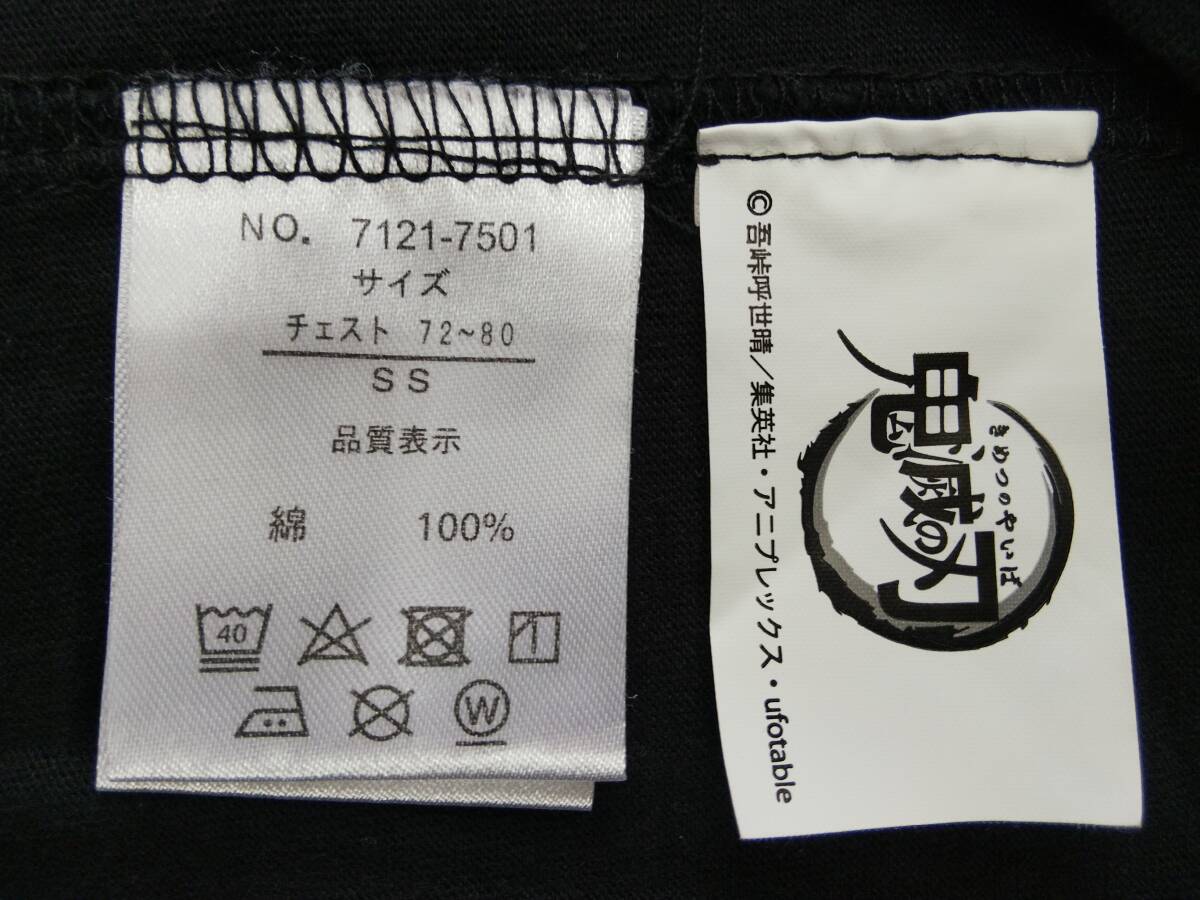 NO. 7121-7501
サイズ
チェスト 72~80
SS
品質表示
綿 100%
40
W
©吾峠呼世晴／集英社・アニプレックス・ufotable
鬼滅の刃
きめつのやいば